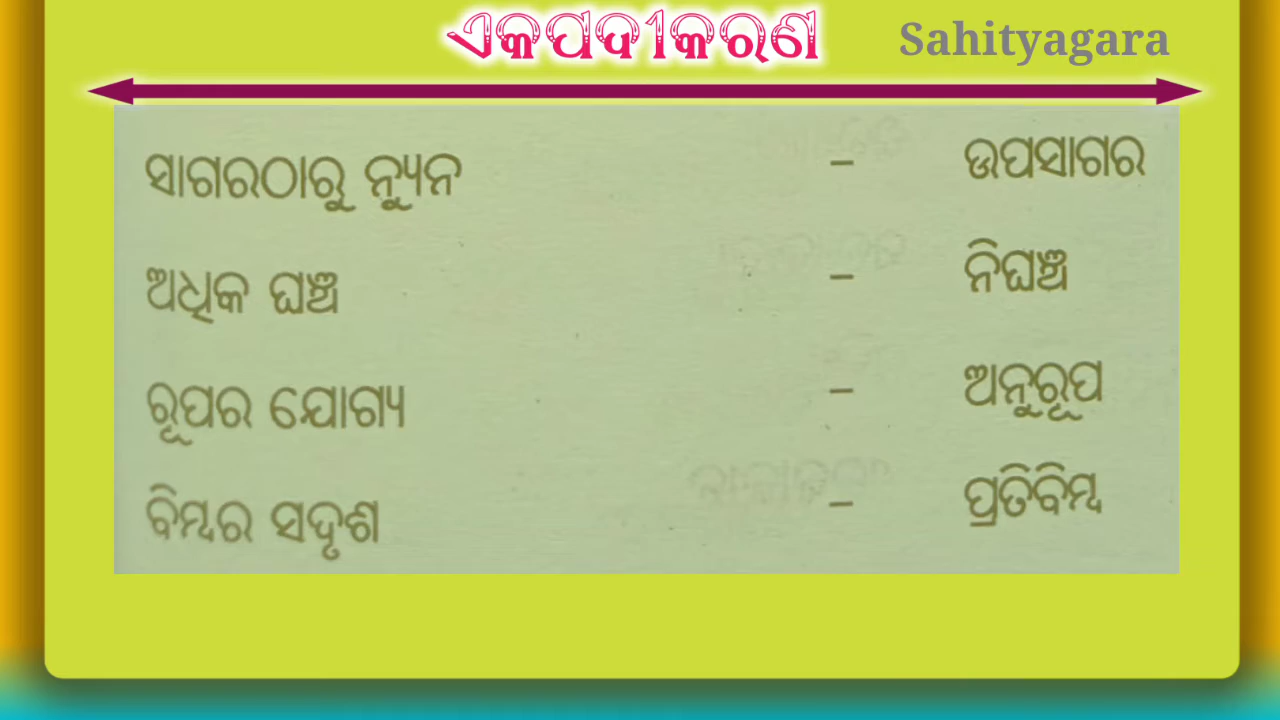 ଏକପଦୀକରଣ Sahityagara
ସାଗରଠାରୁ ନ୍ୟୁନ – ଉପସାଗର
ଅଧିକ ଘଞ୍ଚ – ନିଘଞ୍ଚ
ରୂପର ଯୋଗ୍ୟ – ଅନୁରୂପ
ବିମ୍ବର ସଦୃଶ – ପ୍ରତିବିମ୍ବ